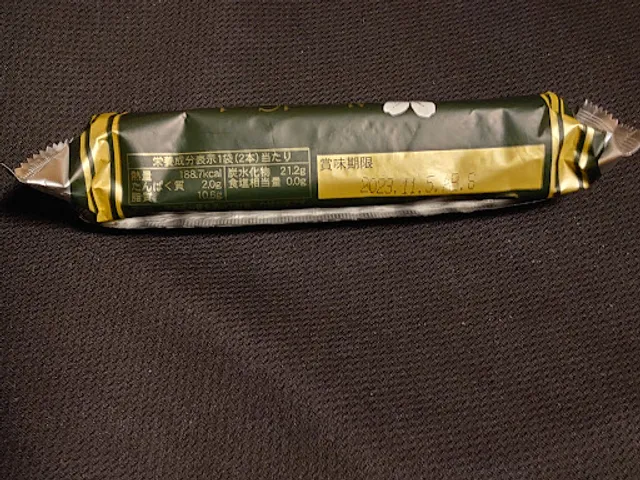 栄養成分表示1袋(2本)当たり
熱量 188.7kcal 炭水化物 21.2g
たんぱく質 2.0g 食塩相当量 0.0g
脂質 10.6g
賞味期限
2023.11.5